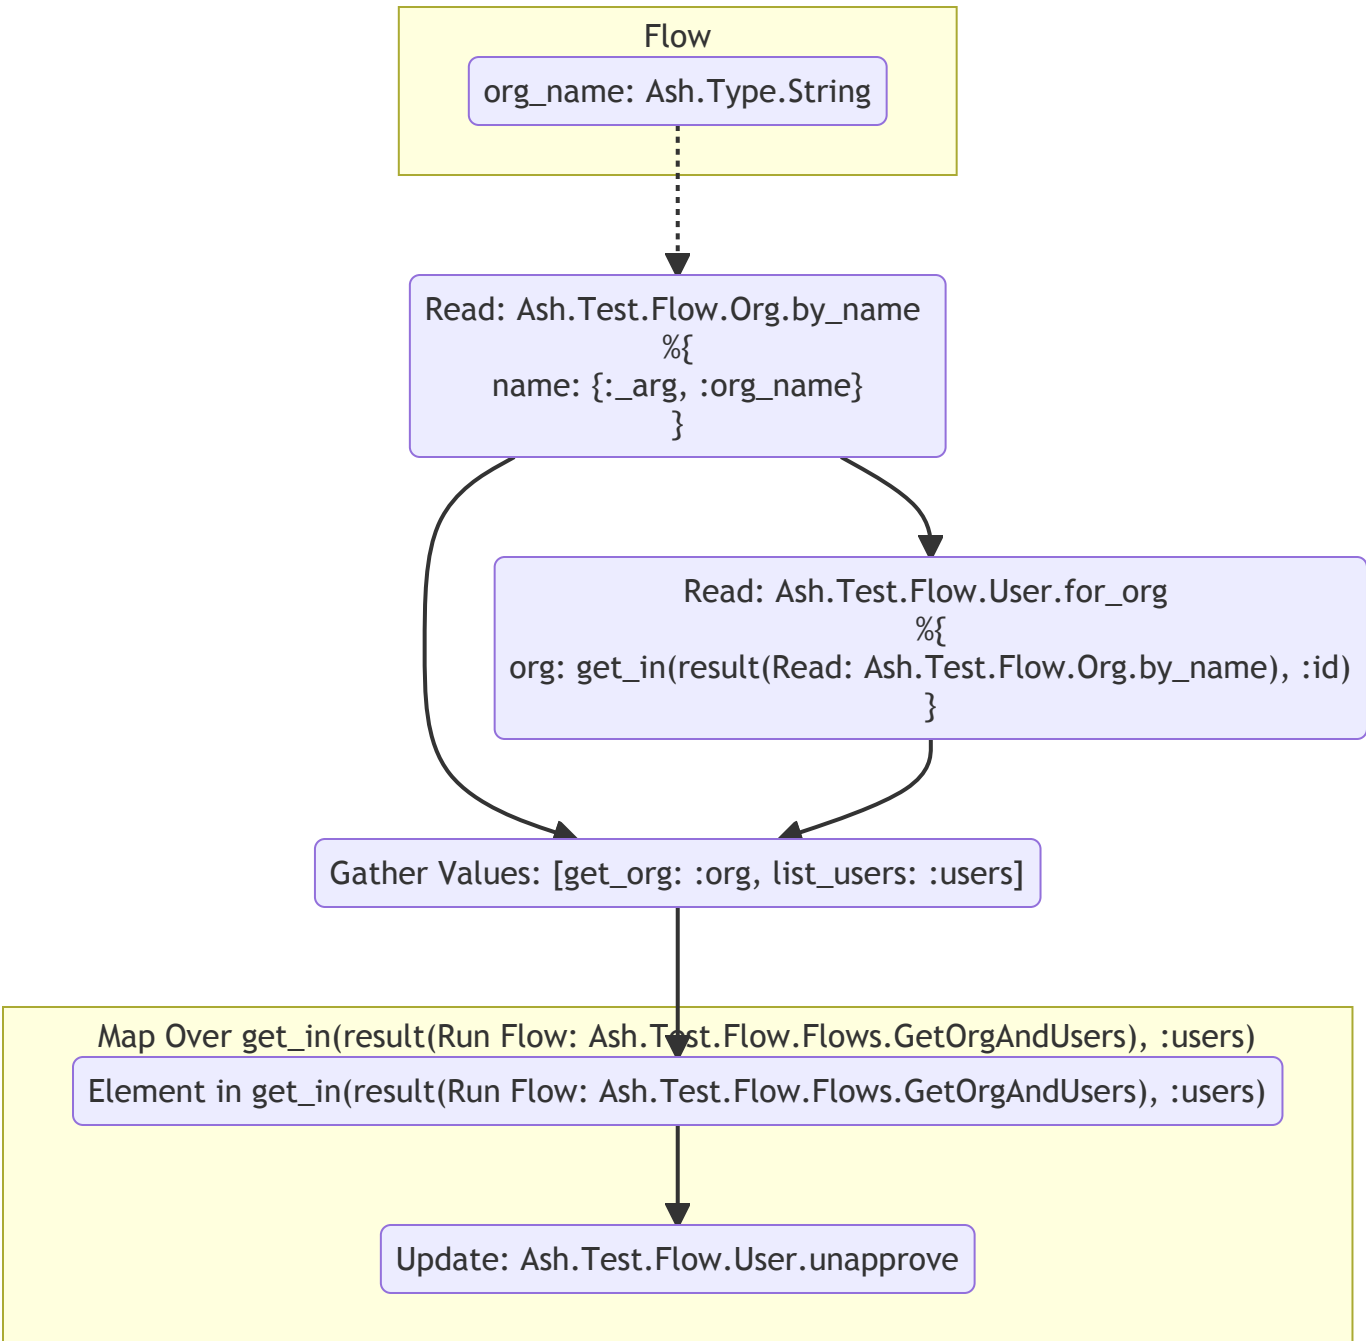 Flow
org_name: Ash.Type.String
Read: Ash.Test.Flow.Org.by_name
%{
name: {:_arg, :org_name}
}
Read: Ash.Test.Flow.User.for_org
%{
org: get_in(result(Read: Ash.Test.Flow.Org.by_name), :id)
}
Gather Values: [get_org: :org, list_users: :users]
Map Over get_in(result(Run Flow: Ash.Test.Flow.Flows.GetOrgAndUsers), :users)
Element in get_in(result(Run Flow: Ash.Test.Flow.Flows.GetOrgAndUsers), :users)
Update: Ash.Test.Flow.User.unapprove